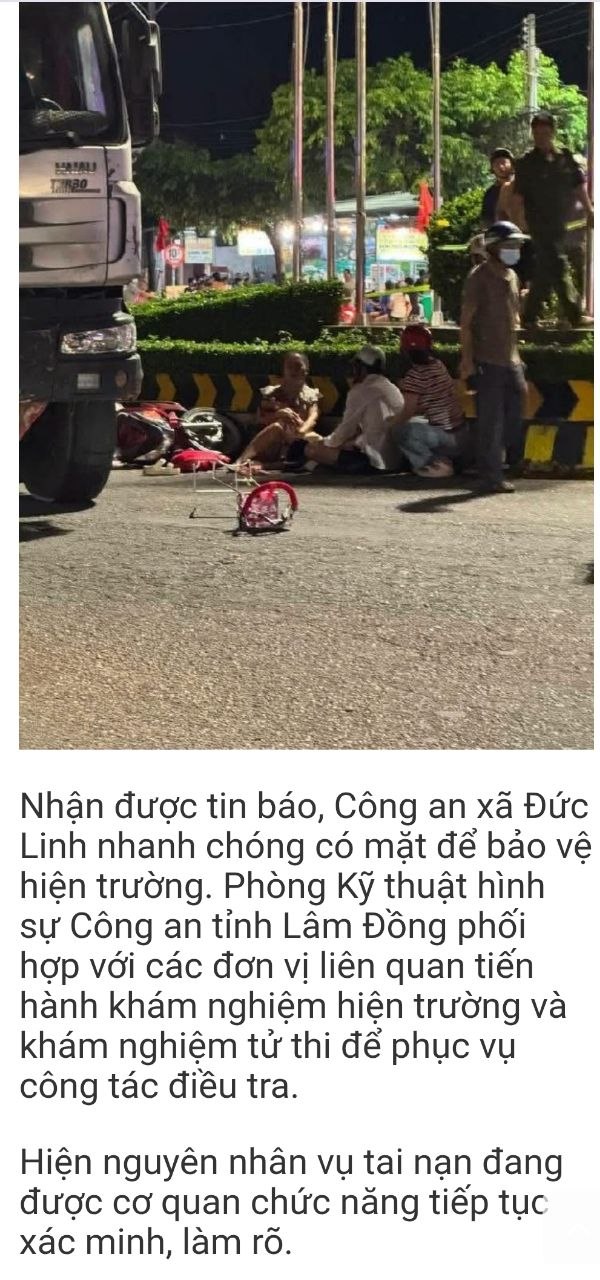 TURBO
10
Nhận được tin báo, Công an xã Đức
Linh nhanh chóng có mặt để bảo vệ
hiện trường. Phòng Kỹ thuật hình
sự Công an tỉnh Lâm Đồng phối
hợp với các đơn vị liên quan tiến
hành khám nghiệm hiện trường và
khám nghiệm tử thi để phục vụ
công tác điều tra.
Hiện nguyên nhân vụ tai nạn đang
được cơ quan chức năng tiếp tục
xác minh, làm rõ.